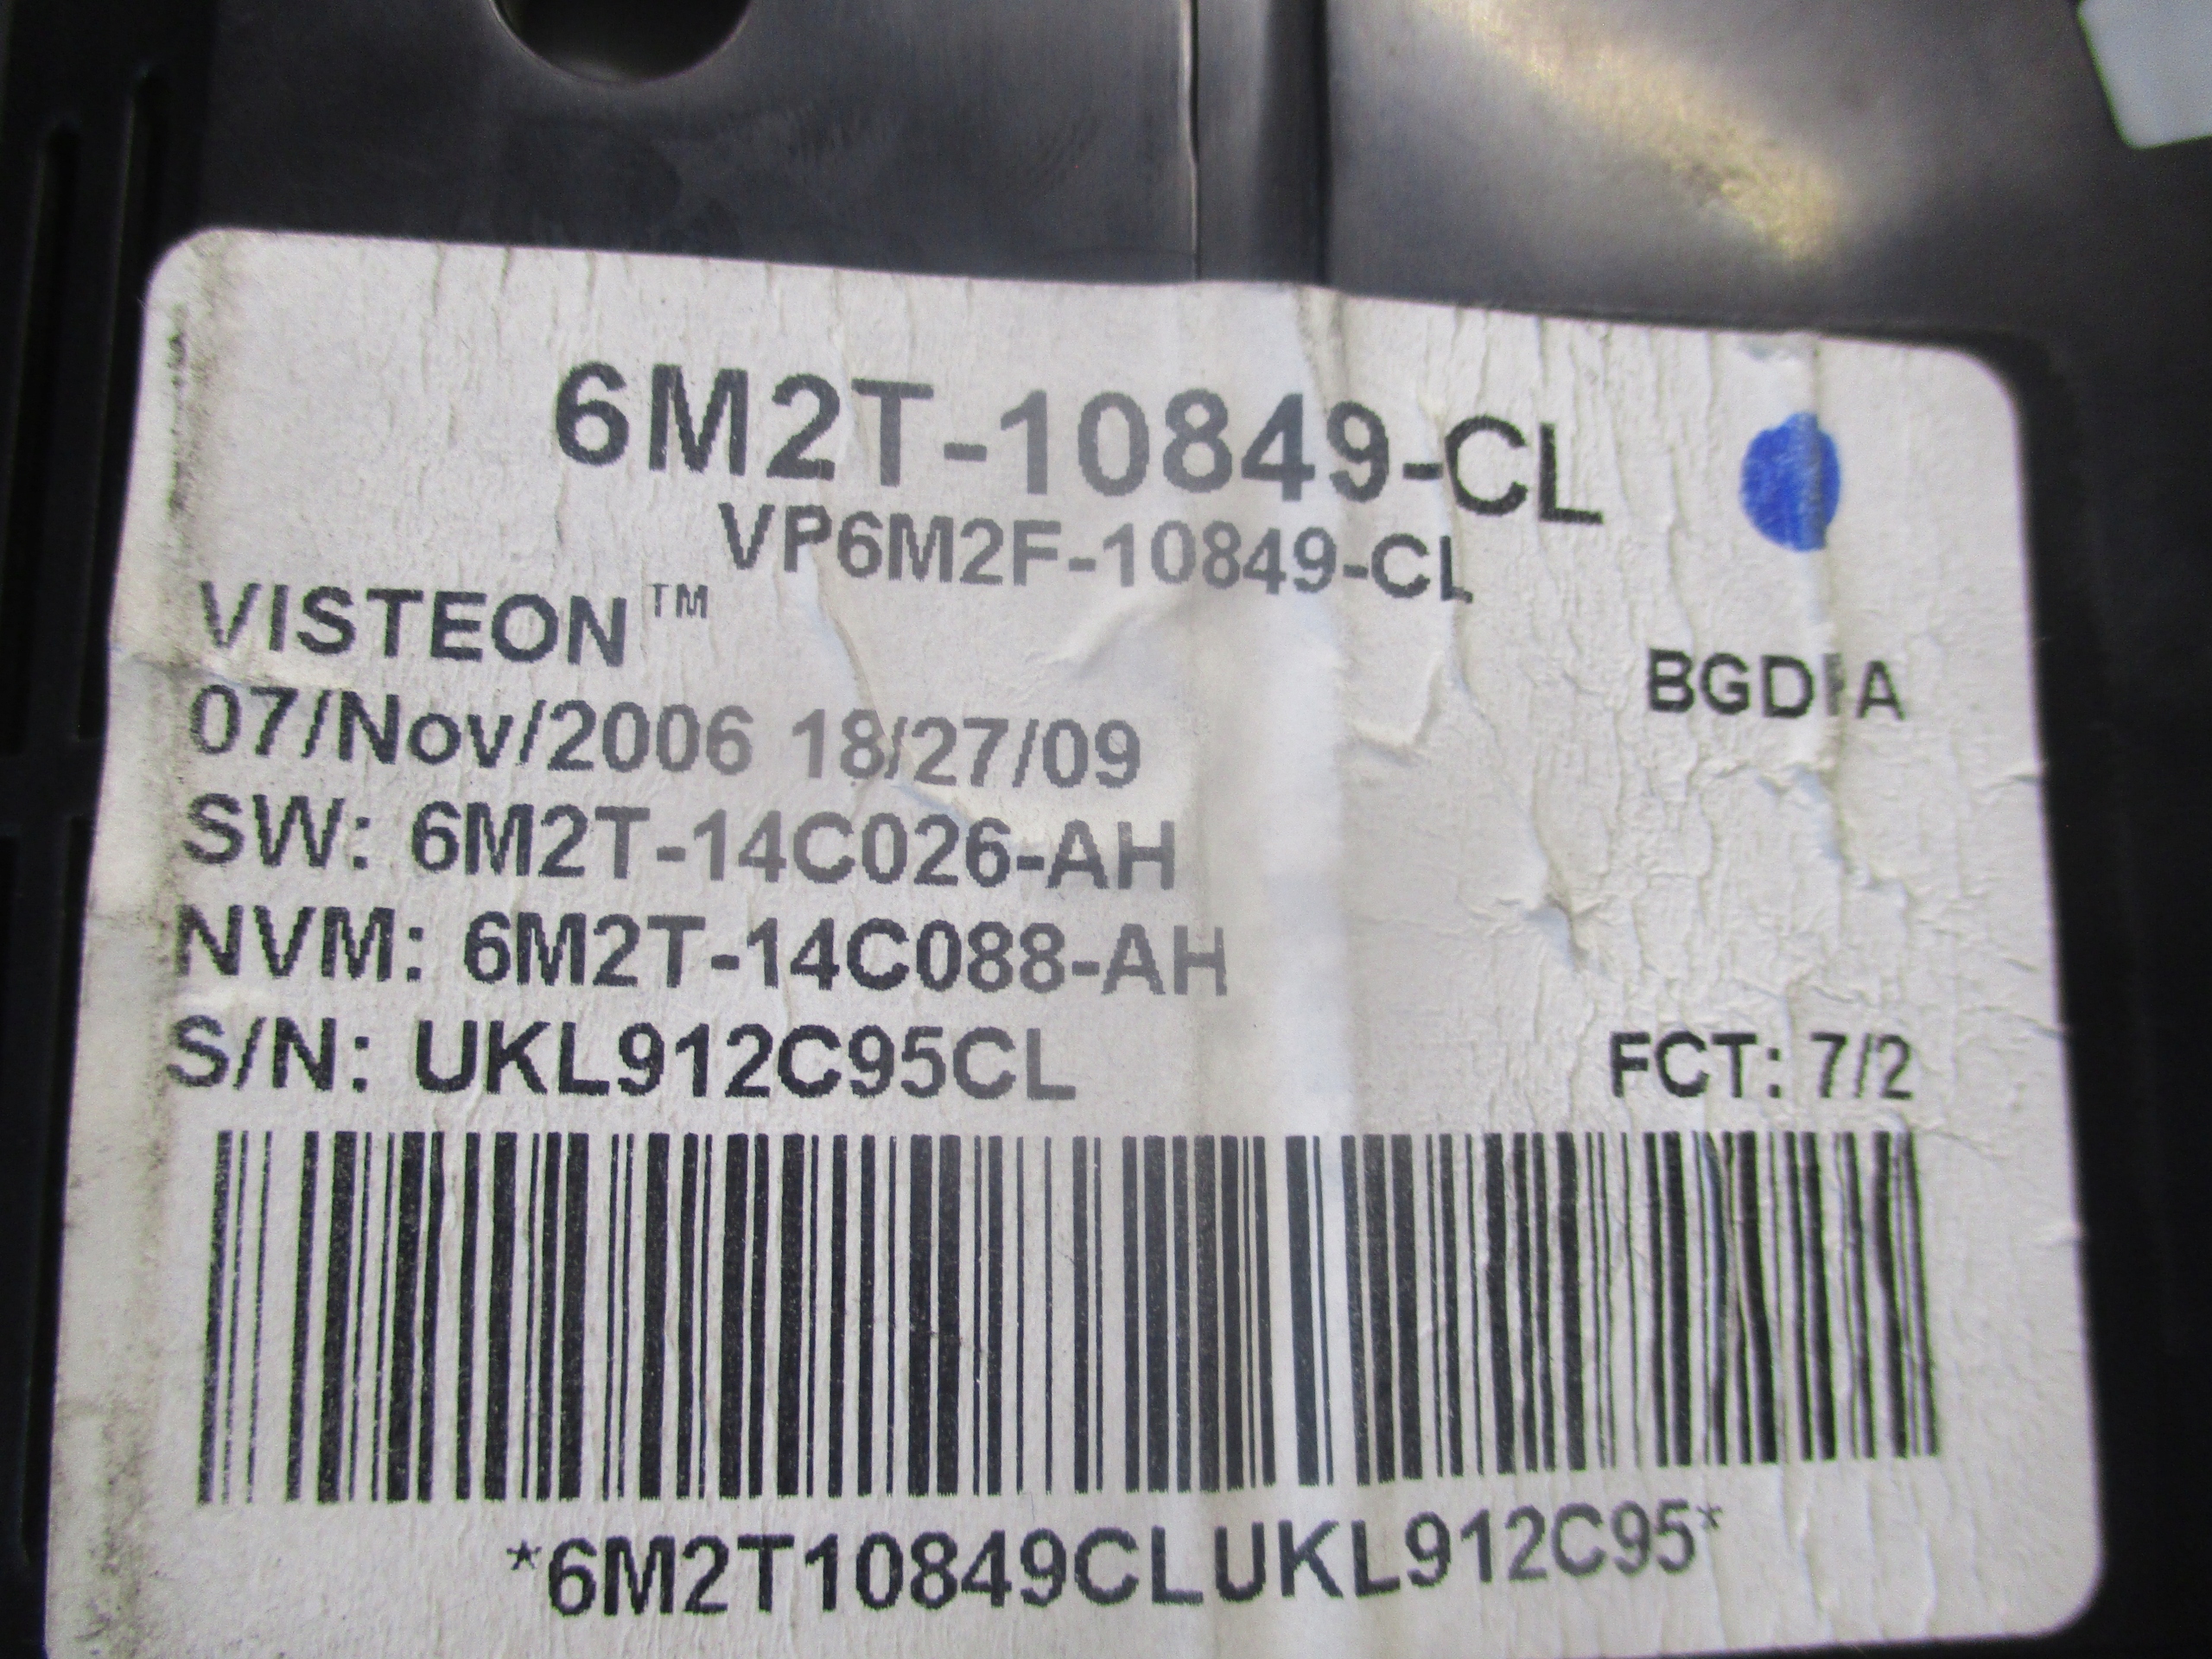 6M2T-10849-CL
VP6M2F-10849-CL
VISTEON™
07/Nov/2006 18/27/09
SW: 6M2T-14C026-AH
NVM: 6M2T-14C088-AH
S/N: UKL912C95CL
FCT: 7/2
*6M2T10849CLUKL912C95*